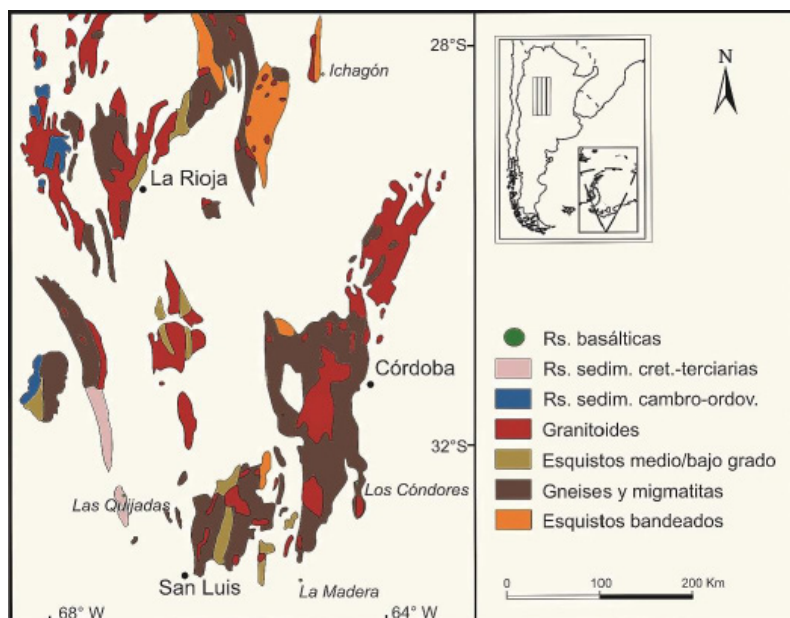 28°S
Ichagón
N
La Rioja
Córdoba
32°S
Las Quijadas
Los Cóndores
San Luis
La Madera
68° W
64° W
Rs. basálticas
Rs. sedim. cret.-terciarias
Rs. sedim. cambro-ordov.
Granitoides
Esquistos medio/bajo grado
Gneises y migmatitas
Esquistos bandeados
0 100 200 Km